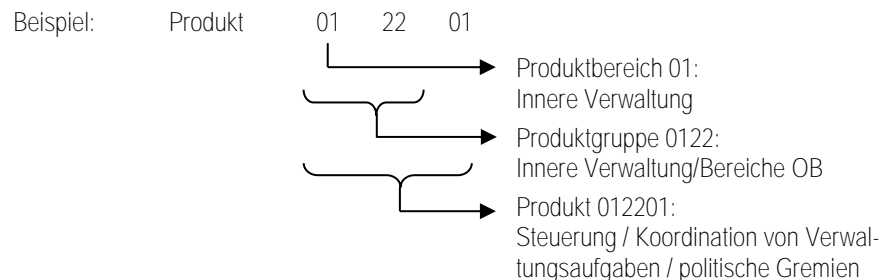 Beispiel: Produkt 01 22 01
Produktbereich 01:
Innere Verwaltung
Produktgruppe 0122:
Innere Verwaltung/Bereiche OB
Produkt 012201:
Steuerung / Koordination von Verwal-
tungsaufgaben / politische Gremien